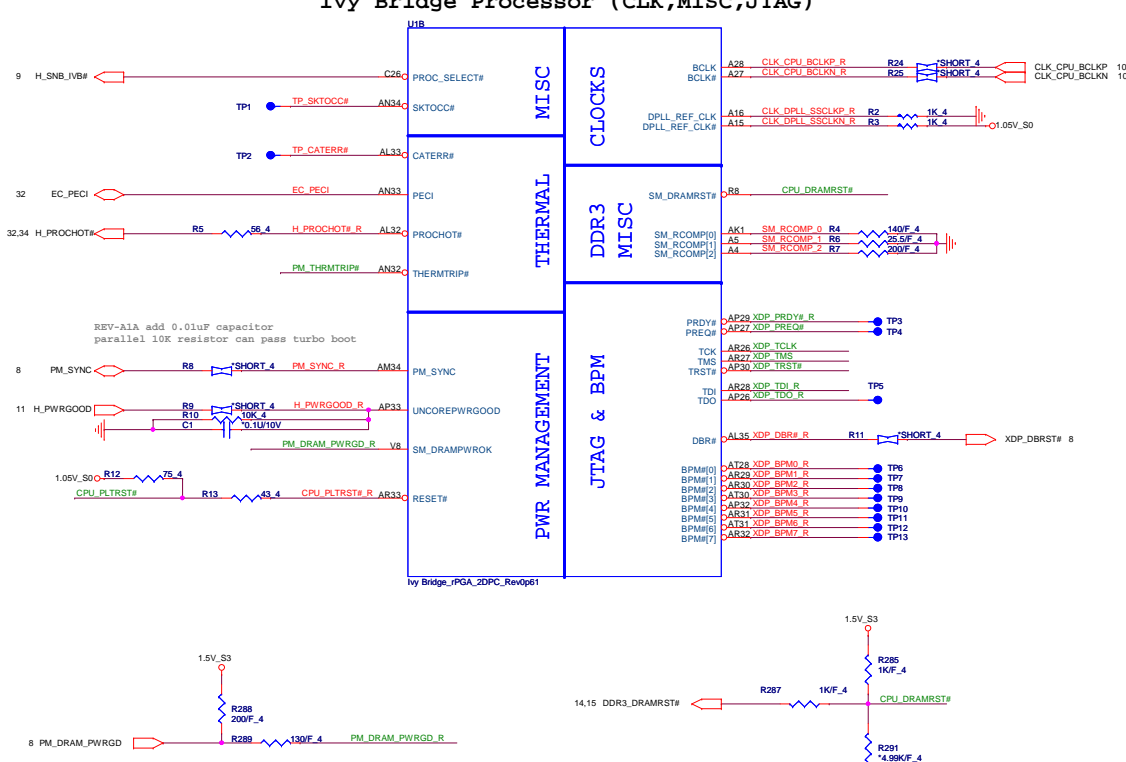 Ivy Bridge Processor (CLK,MISC,JTAG)
U1B
9 H_SNB_IVB# C26 PROC_SELECT#
TP1 TP_SKTOCC# AN34 SKTOCC#
MISC
TP2 TP_CATERR# AL33 CATERR#
32 EC_PECI EC_PECI AN33 PECI
32,34 H_PROCHOT# R5 56_4 H_PROCHOT#_R AL32 PROCHOT#
PM_THRMTRIP# AN32 THERMTRIP#
THERMAL
REV-A1A add 0.01uF capacitor
parallel 10K resistor can pass turbo boot
8 PM_SYNC R8 *SHORT_4 PM_SYNC_R AM34 PM_SYNC
11 H_PWRGOOD R9 *SHORT_4 H_PWRGOOD_R AP33 UNCOREPWRGOOD
R10 10K_4
C1 *0.1U/10V
PM_DRAM_PWRGD_R V8 SM_DRAMPWROK
1.05V_S0 R12 75_4
CPU_PLTRST# R13 43_4 CPU_PLTRST#_R AR33 RESET#
PWR MANAGEMENT
CLOCKS
BCLK A28 CLK_CPU_BCLKP_R R24 *SHORT_4 CLK_CPU_BCLKP 10
BCLK# A27 CLK_CPU_BCLKN_R R25 *SHORT_4 CLK_CPU_BCLKN 10
DPLL_REF_CLK A16 CLK_DPLL_SSCLKP_R R2 1K_4
DPLL_REF_CLK# A15 CLK_DPLL_SSCLKN_R R3 1K_4 1.05V_S0
DDR3
MISC
SM_DRAMRST# R8 CPU_DRAMRST#
SM_RCOMP[0] AK1 SM_RCOMP_0 R4 140/F_4
SM_RCOMP[1] A5 SM_RCOMP_1 R6 25.5/F_4
SM_RCOMP[2] A4 SM_RCOMP_2 R7 200/F_4
JTAG & BPM
PRDY# AP29 XDP_PRDY#_R TP3
PREQ# AP27 XDP_PREQ# TP4
TCK AR26 XDP_TCLK
TMS AR27 XDP_TMS
TRST# AP30 XDP_TRST#
TDI AR28 XDP_TDI_R TP5
TDO AP26 XDP_TDO_R
DBR# AL35 XDP_DBR#_R R11 *SHORT_4 XDP_DBRST# 8
BPM#[0] AT28 XDP_BPM0_R TP6
BPM#[1] AR29 XDP_BPM1_R TP7
BPM#[2] AR30 XDP_BPM2_R TP8
BPM#[3] AT30 XDP_BPM3_R TP9
BPM#[4] AP32 XDP_BPM4_R TP10
BPM#[5] AR31 XDP_BPM5_R TP11
BPM#[6] AT31 XDP_BPM6_R TP12
BPM#[7] AR32 XDP_BPM7_R TP13
Ivy Bridge_rPGA_2DPC_Rev0p61
1.5V_S3
R288
200/F_4
8 PM_DRAM_PWRGD R289 130/F_4 PM_DRAM_PWRGD_R
1.5V_S3
R285
1K/F_4
14,15 DDR3_DRAMRST# R287 1K/F_4 CPU_DRAMRST#
R291
*4.99K/F_4